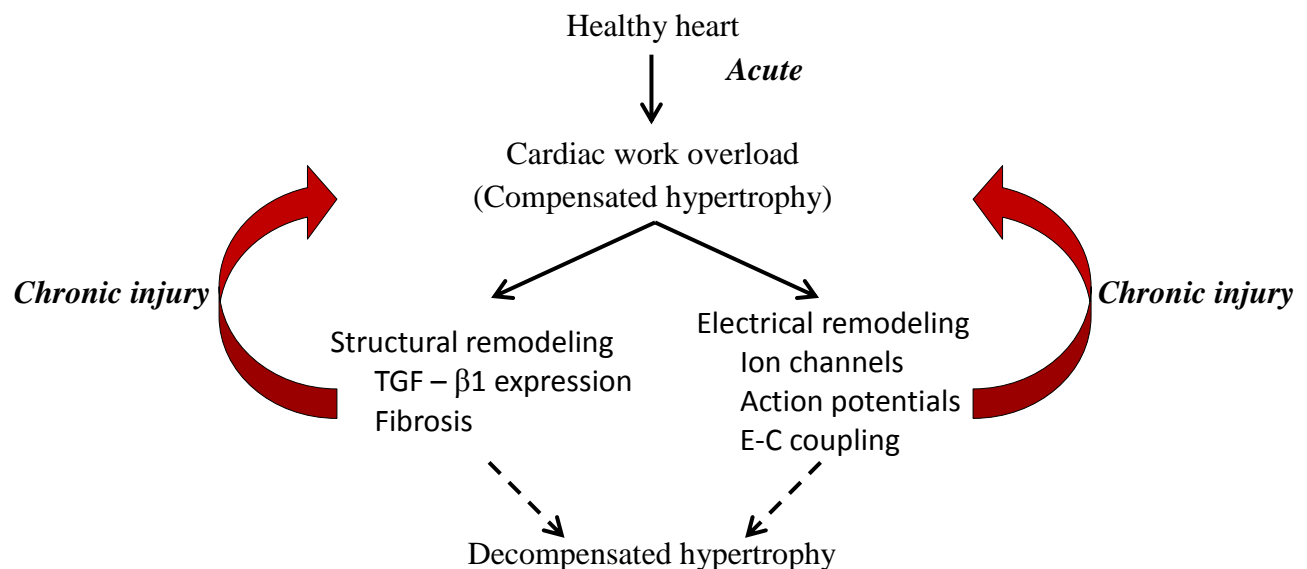 Healthy heart
Acute
Cardiac work overload
(Compensated hypertrophy)
Chronic injury
Structural remodeling
TGF – β1 expression
Fibrosis
Electrical remodeling
Ion channels
Action potentials
E-C coupling
Chronic injury
Decompensated hypertrophy